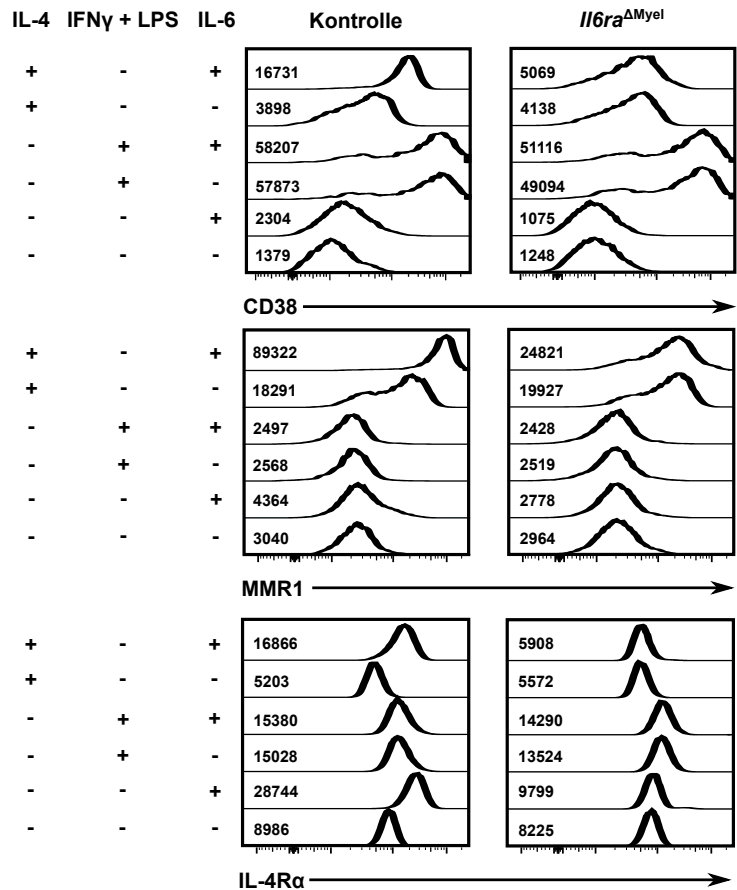 IL-4 IFNγ + LPS IL-6 Kontrolle Il6raΔMyel
+ - + 16731 5069
+ - - 3898 4138
- + + 58207 51116
- + - 57873 49094
- - + 2304 1075
- - - 1379 1248
CD38
+ - + 89322 24821
+ - - 18291 19927
- + + 2497 2428
- + - 2568 2519
- - + 4364 2778
- - - 3040 2964
MMR1
+ - + 16866 5908
+ - - 5203 5572
- + + 15380 14290
- + - 15028 13524
- - + 28744 9799
- - - 8986 8225
IL-4Rα